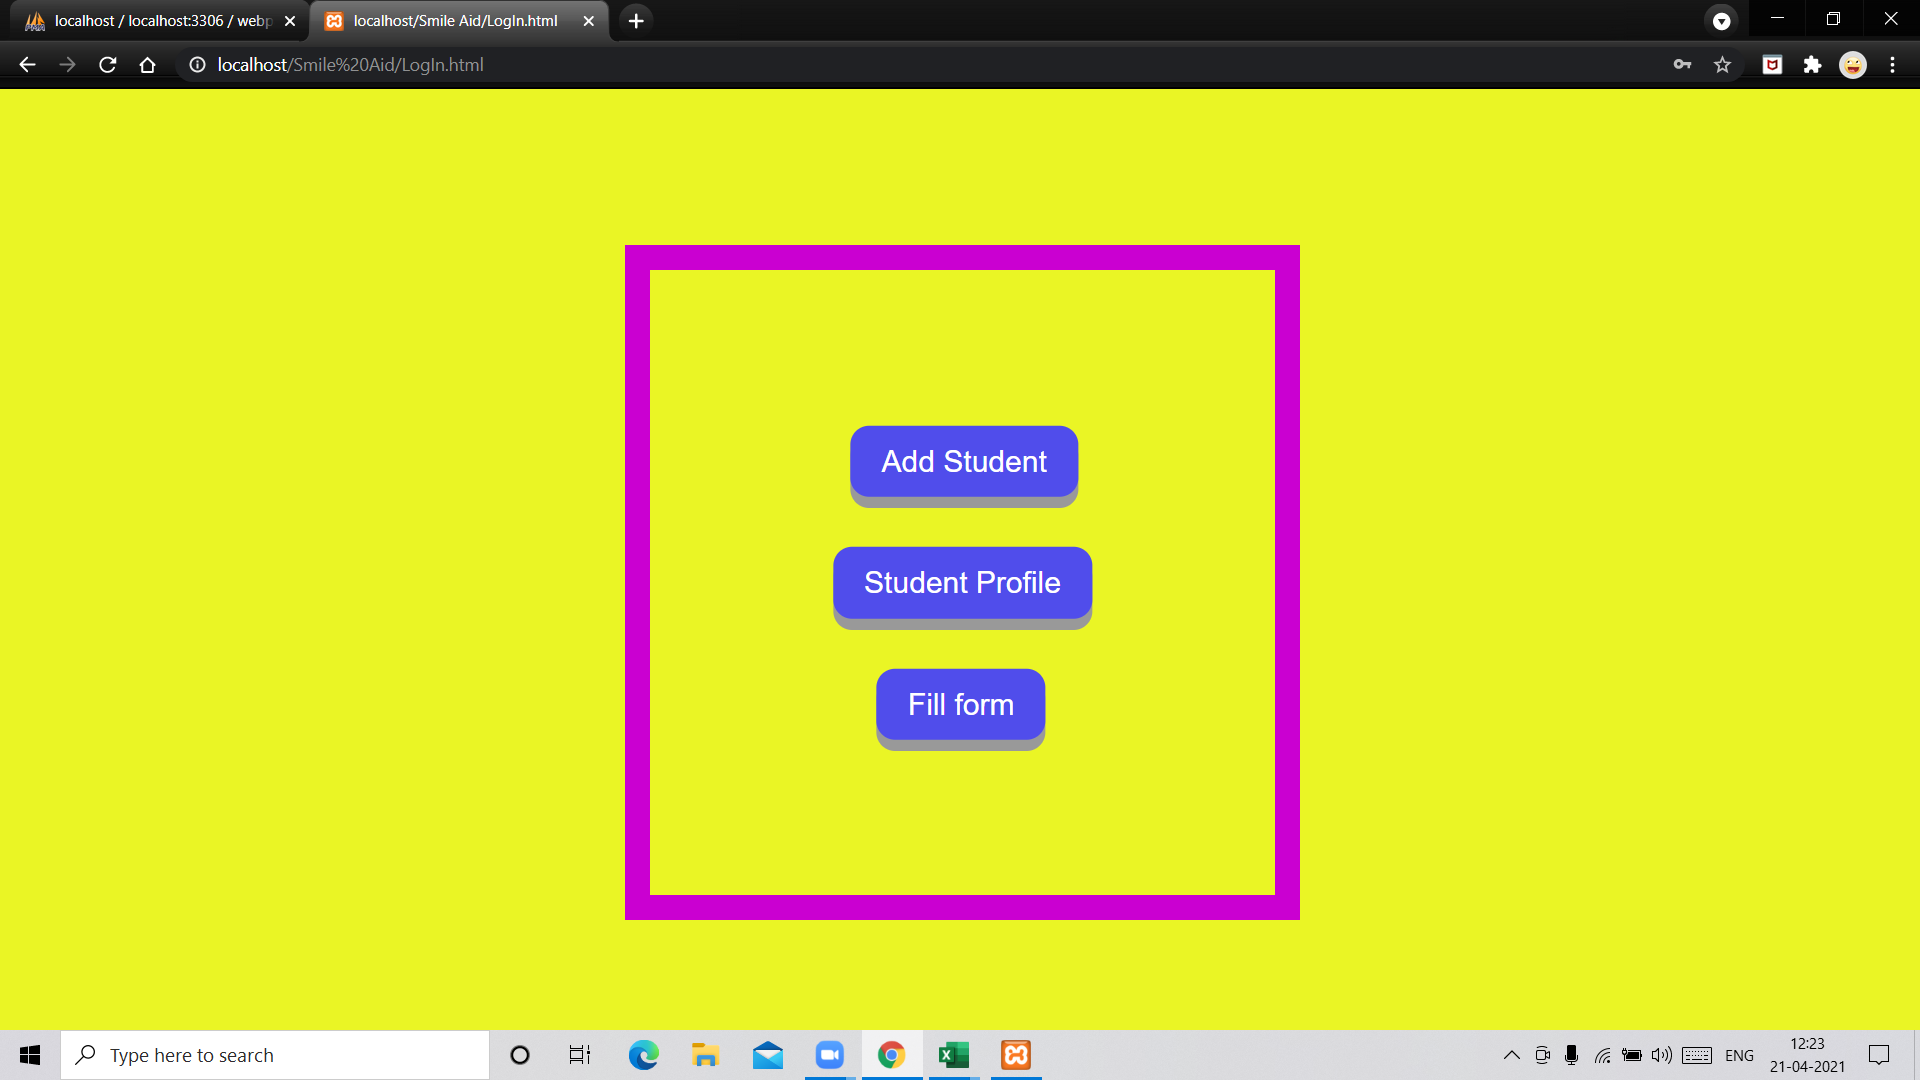 localhost / localhost:3306 / webp
localhost/Smile Aid/LogIn.html
localhost/Smile%20Aid/LogIn.html
Add Student
Student Profile
Fill form
Type here to search
ENG
12:23
21-04-2021